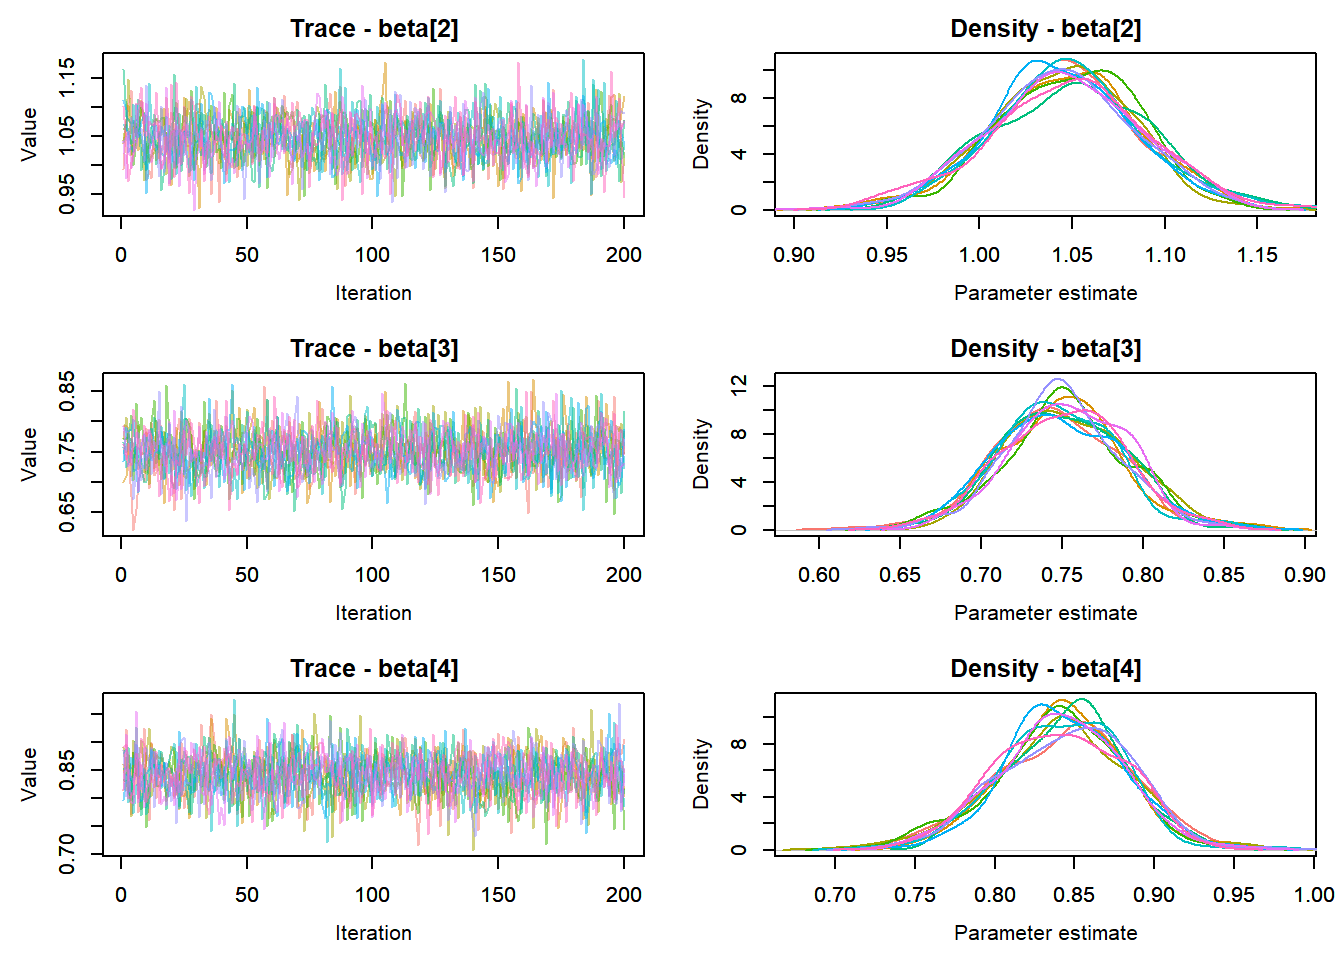 Trace - beta[2]
Value
0.95 1.05 1.15
0 50 100 150 200
Iteration
Density - beta[2]
Density
0 4 8
0.90 0.95 1.00 1.05 1.10 1.15
Parameter estimate
Trace - beta[3]
Value
0.65 0.75 0.85
0 50 100 150 200
Iteration
Density - beta[3]
Density
0 4 8 12
0.60 0.65 0.70 0.75 0.80 0.85 0.90
Parameter estimate
Trace - beta[4]
Value
0.70 0.85
0 50 100 150 200
Iteration
Density - beta[4]
Density
0 4 8
0.70 0.75 0.80 0.85 0.90 0.95 1.00
Parameter estimate